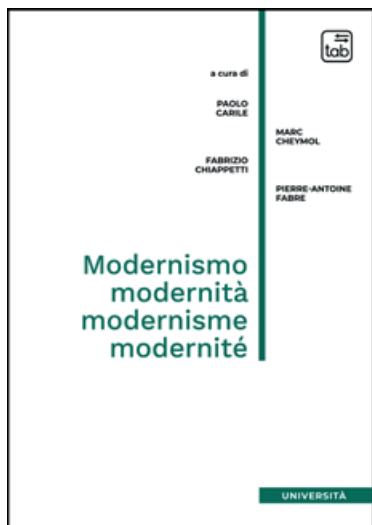 tab
a cura di
PAOLO
CARILE
MARC
CHEYMOL
FABRIZIO
CHIAPPETTI
PIERRE-ANTOINE
FABRE
Modernismo
modernità
modernisme
modernité
UNIVERSITÀ